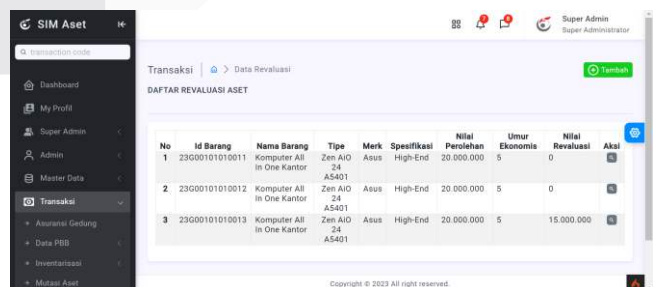 SIM Aset
transaction code
Dashboard
My Profil
Super Admin
Admin
Master Data
Transaksi
Asuransi Gedung
Data PBB
Inventarisasi
Mutasi Aset
Super Admin
Super Administrator
Transaksi > Data Revaluasi
Tambah
DAFTAR REVALUASI ASET
No Id Barang Nama Barang Tipe Merk Spesifikasi Nilai Perolehan Umur Ekonomis Nilai Revaluasi Aksi
1 23G00101010011 Komputer All In One Kantor Zen AiO 24 A5401 Asus High-End 20.000.000 5 0
2 23G00101010012 Komputer All In One Kantor Zen AiO 24 A5401 Asus High-End 20.000.000 5 0
3 23G00101010013 Komputer All In One Kantor Zen AiO 24 A5401 Asus High-End 20.000.000 5 15.000.000
Copyright © 2023 All right reserved.